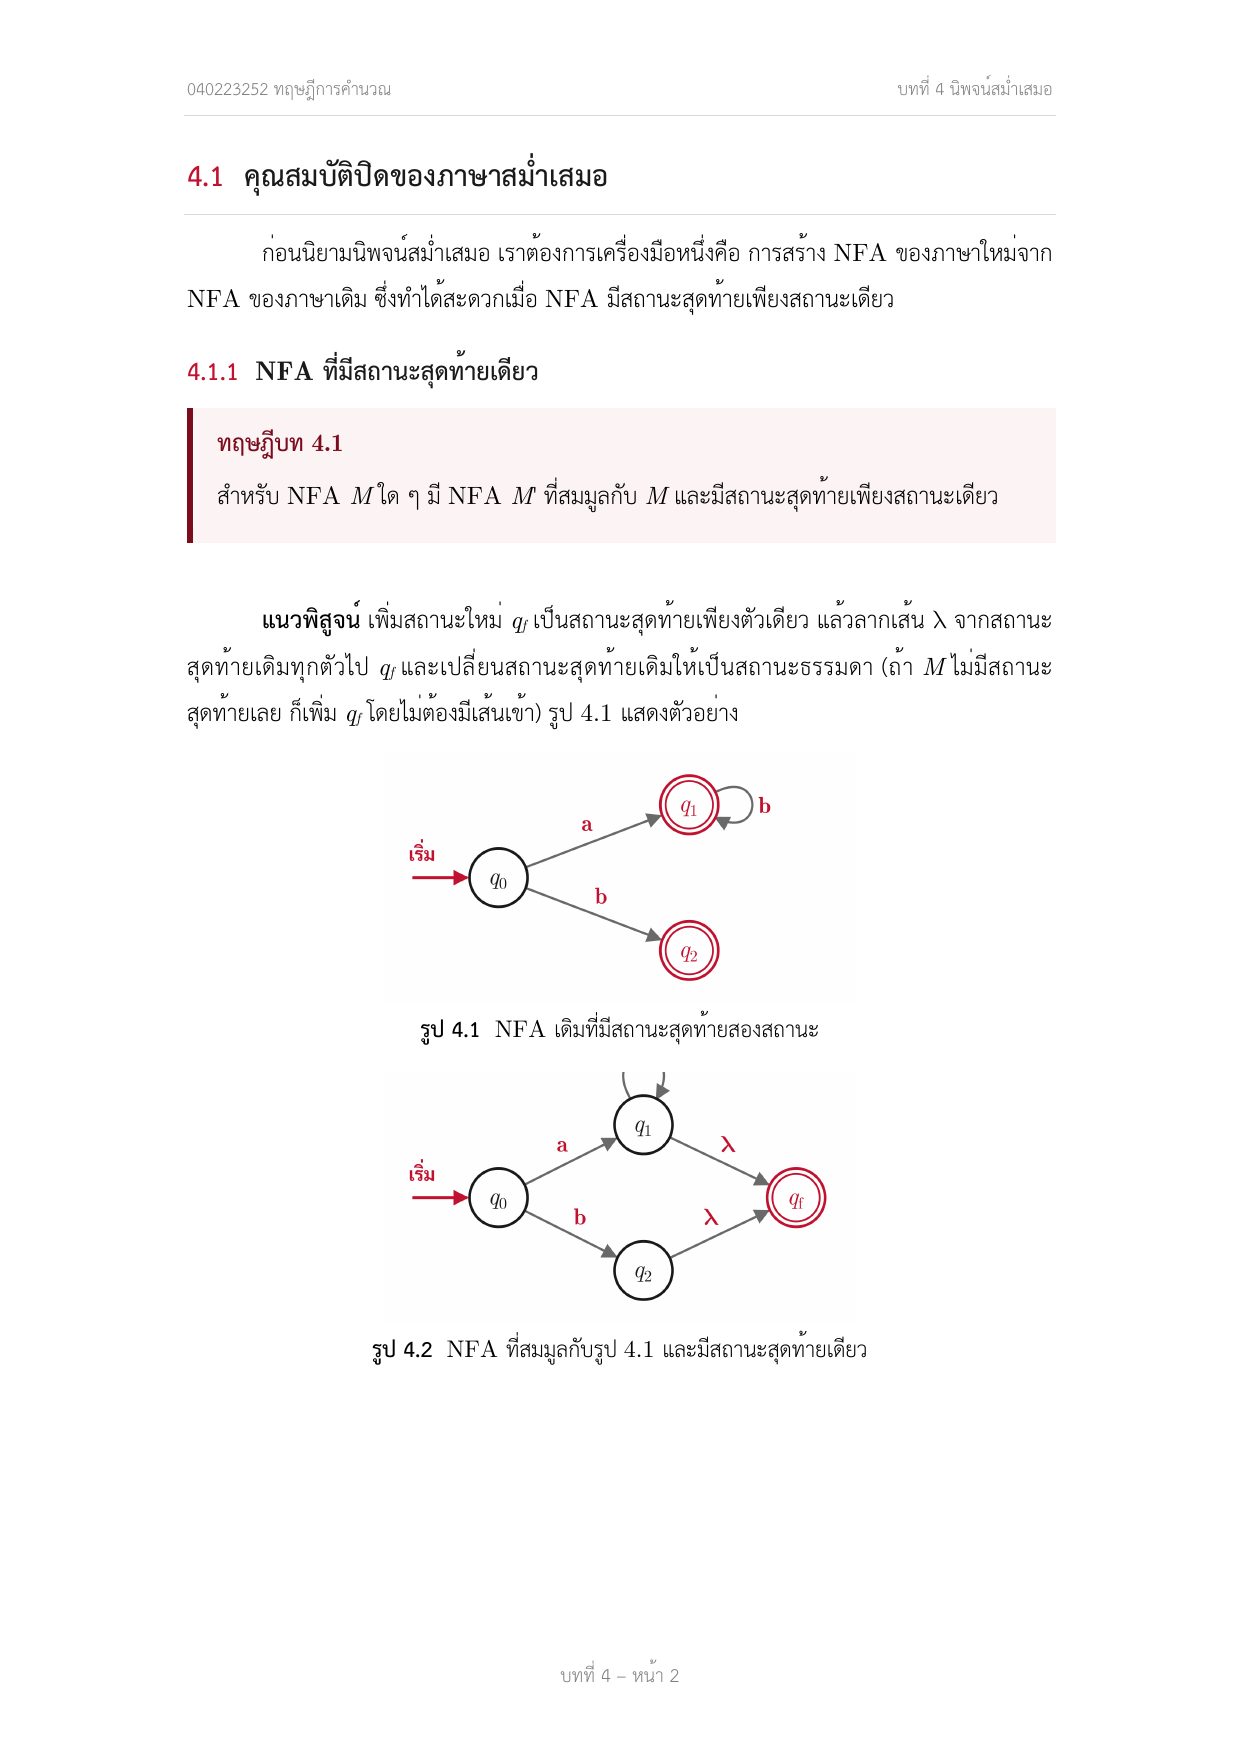 040223252 ทฤษฎีการคำนวณ
บทที่ 4 นิพจน์สม่ำเสมอ
4.1 คุณสมบัติปิดของภาษาสม่ำเสมอ
ก่อนนิยามนิพจน์สม่ำเสมอ เราต้องการเครื่องมือหนึ่งคือ การสร้าง NFA ของภาษาใหม่จาก
NFA ของภาษาเดิม ซึ่งทำได้สะดวกเมื่อ NFA มีสถานะสุดท้ายเพียงสถานะเดียว
4.1.1 NFA ที่มีสถานะสุดท้ายเดียว
ทฤษฎีบท 4.1
สำหรับ NFA M ใด ๆ มี NFA M' ที่สมมูลกับ M และมีสถานะสุดท้ายเพียงสถานะเดียว
แนวพิสูจน์ เพิ่มสถานะใหม่ qf เป็นสถานะสุดท้ายเพียงตัวเดียว แล้วลากเส้น λ จากสถานะ
สุดท้ายเดิมทุกตัวไป qf และเปลี่ยนสถานะสุดท้ายเดิมให้เป็นสถานะธรรมดา (ถ้า M ไม่มีสถานะ
สุดท้ายเลย ก็เพิ่ม qf โดยไม่ต้องมีเส้นเข้า) รูป 4.1 แสดงตัวอย่าง
q1
b
a
เริ่ม
q0
b
q2
รูป 4.1 NFA เดิมที่มีสถานะสุดท้ายสองสถานะ
q1
a
λ
เริ่ม
q0
qf
b
λ
q2
รูป 4.2 NFA ที่สมมูลกับรูป 4.1 และมีสถานะสุดท้ายเดียว
บทที่ 4 – หน้า 2